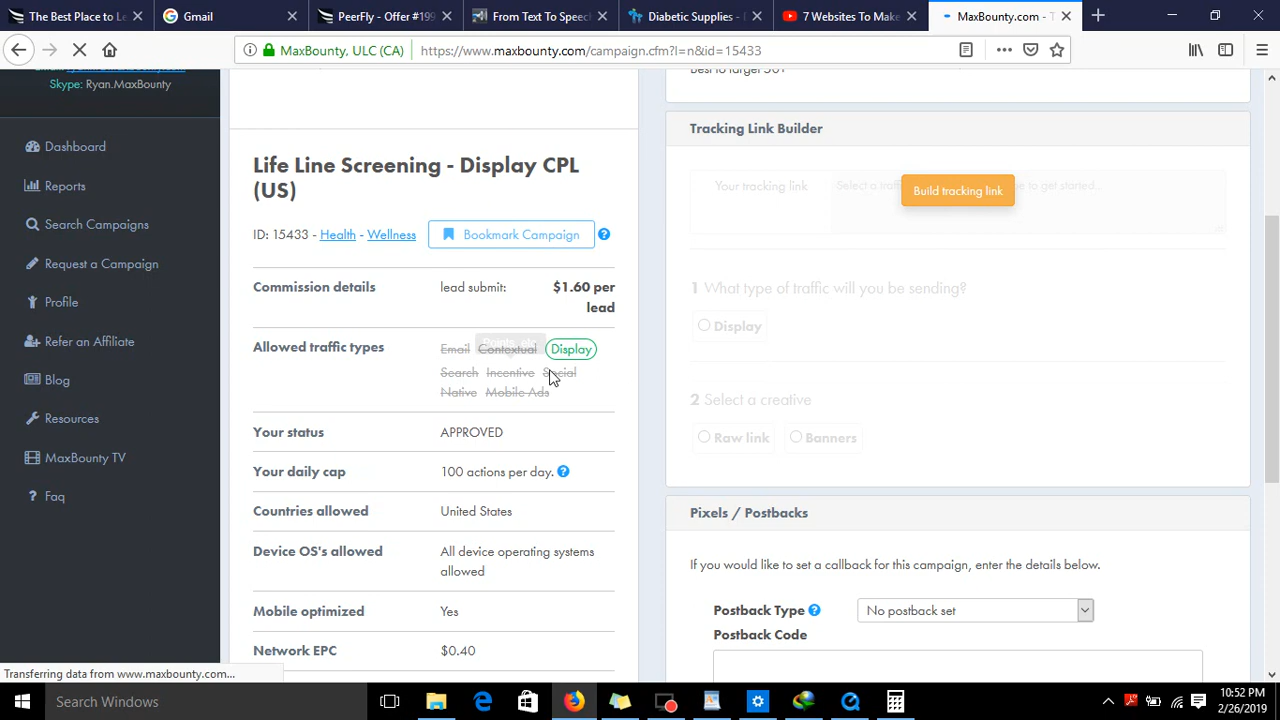 The Best Place to Le
Gmail
PeerFly - Offer #199
From Text To Speech
Diabetic Supplies - D
7 Websites To Make
MaxBounty.com - T
MaxBounty, ULC (CA)
https://www.maxbounty.com/campaign.cfm?l=n&id=15433
Skype: Ryan.MaxBounty
Dashboard
Reports
Search Campaigns
Request a Campaign
Profile
Refer an Affiliate
Blog
Resources
MaxBounty TV
? Faq
Life Line Screening - Display CPL
(US)
ID: 15433 - Health - Wellness
Bookmark Campaign
Commission details
lead submit:
$1.60 per
lead
Allowed traffic types
Email Contextual Display
Search Incentive Social
Native Mobile Ads
Your status
APPROVED
Your daily cap
100 actions per day.
Countries allowed
United States
Device OS's allowed
All device operating systems
allowed
Mobile optimized
Yes
Network EPC
$0.40
Best to target 50+
Tracking Link Builder
Your tracking link
Build tracking link
1 What type of traffic will you be sending?
Display
2 Select a creative
Raw link
Banners
Pixels / Postbacks
If you would like to set a callback for this campaign, enter the details below.
Postback Type
No postback set
Postback Code
Transferring data from www.maxbounty.com...
Search Windows
10:52 PM
2/26/2019